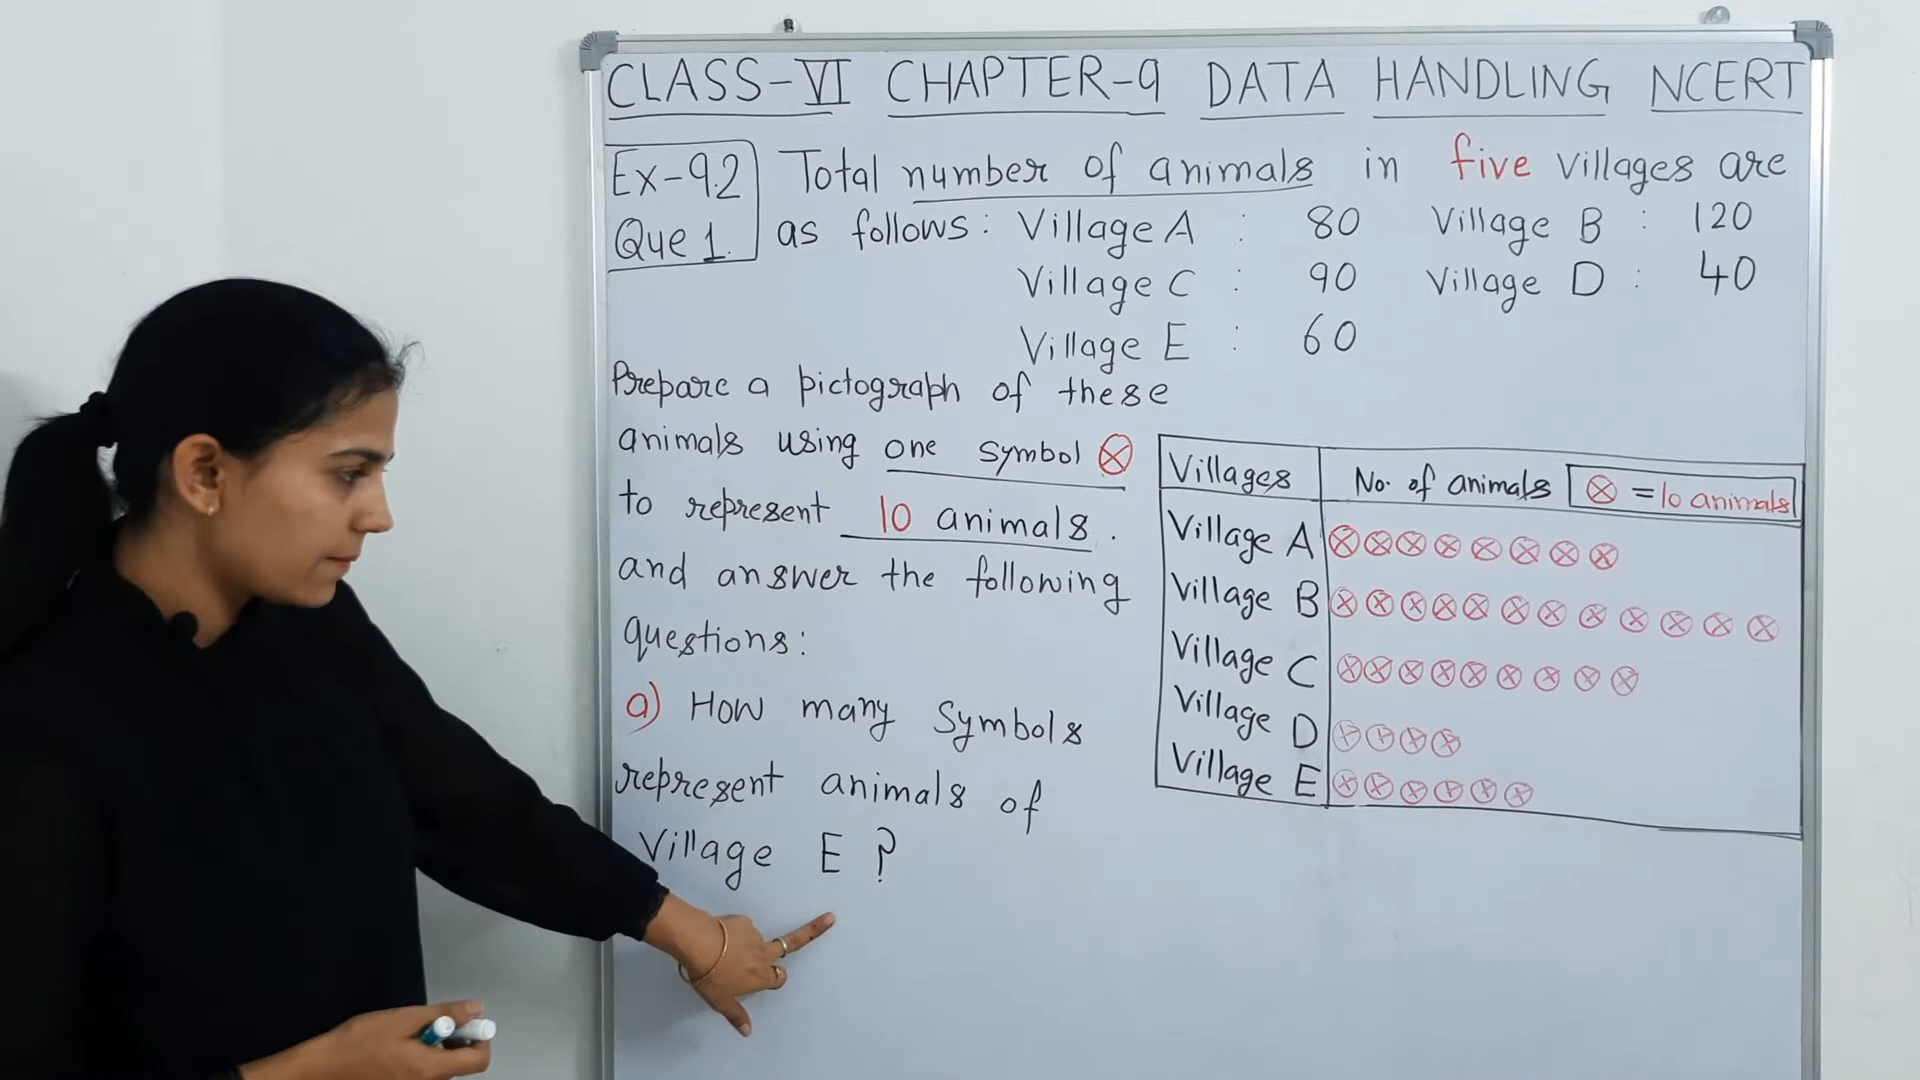 CLASS-VI CHAPTER-9 DATA HANDLING NCERT
Ex-9.2 Total number of animals in five villages are
Que 1. as follows: Village A : 80 Village B : 120
Village C : 90 Village D : 40
Village E : 60
Prepare a pictograph of these
animals using one symbol ⊗
to represent 10 animals.
and answer the following
questions:
a) How many Symbols
represent animals of
Village E ?
Villages No. of animals ⊗ = 10 animals
Village A ⊗⊗⊗⊗⊗⊗⊗⊗
Village B ⊗⊗⊗⊗⊗⊗⊗⊗⊗⊗⊗⊗
Village C ⊗⊗⊗⊗⊗⊗⊗⊗⊗
Village D ⊗⊗⊗⊗
Village E ⊗⊗⊗⊗⊗⊗